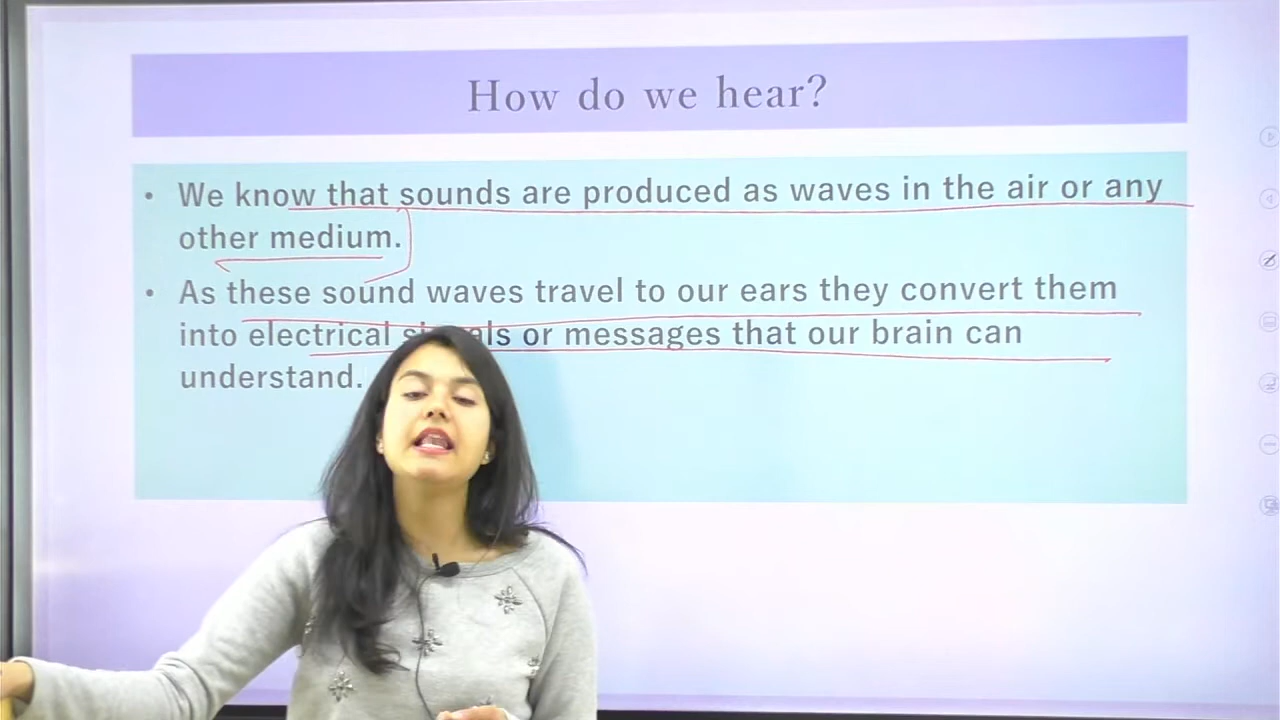 How do we hear?
• We know that sounds are produced as waves in the air or any
other medium.
• As these sound waves travel to our ears they convert them
into electrical or messages that our brain can
understand.